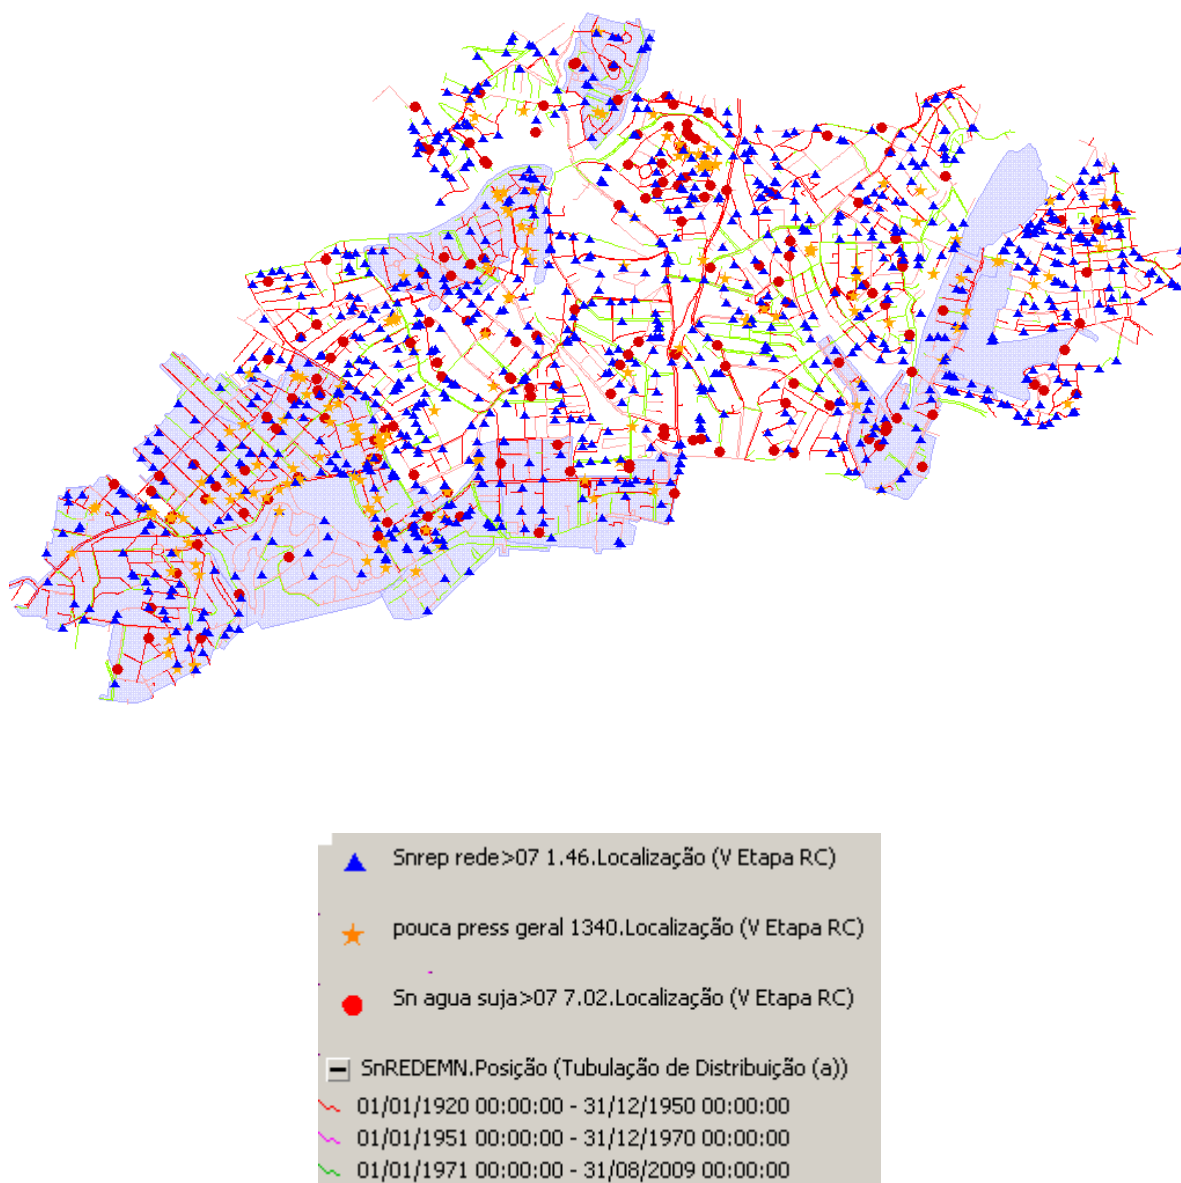 Snrep rede>07 1.46.Localização (V Etapa RC)
pouca press geral 1340.Localização (V Etapa RC)
Sn agua suja>07 7.02.Localização (V Etapa RC)
SnREDEMN.Posição (Tubulação de Distribuição (a))
01/01/1920 00:00:00 - 31/12/1950 00:00:00
01/01/1951 00:00:00 - 31/12/1970 00:00:00
01/01/1971 00:00:00 - 31/08/2009 00:00:00